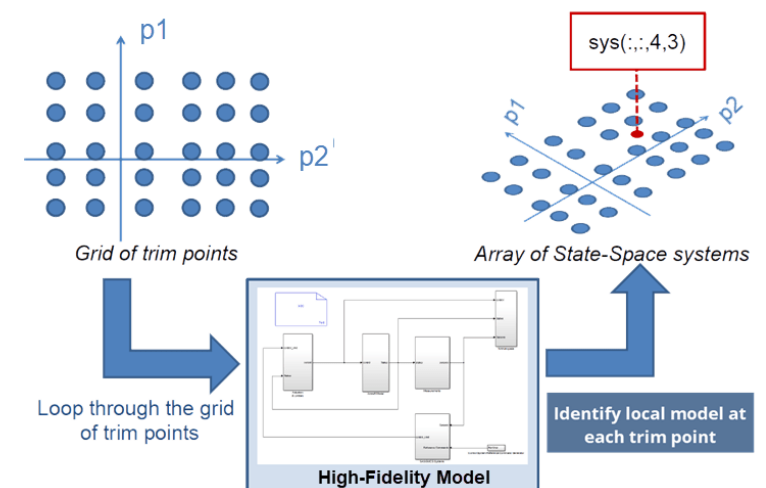 p1
p2
Grid of trim points
sys(:,:,4,3)
p1
p2
Array of State-Space systems
Loop through the grid
of trim points
High-Fidelity Model
Identify local model at
each trim point